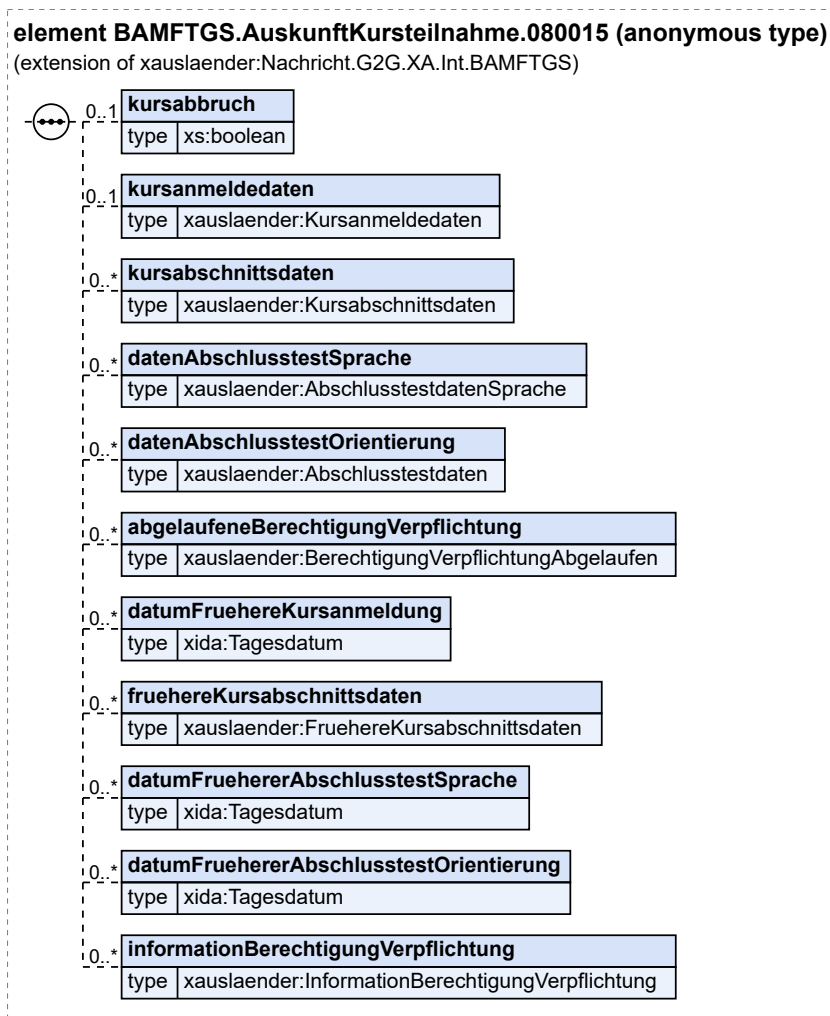 element BAMFTGS.AuskunftKursteilnahme.080015 (anonymous type)
(extension of xauslaender:Nachricht.G2G.XA.Int.BAMFTGS)
0..1 kursabbruch
type xs:boolean
0..1 kursanmeldedaten
type xauslaender:Kursanmeldedaten
0..* kursabschnittsdaten
type xauslaender:Kursabschnittsdaten
0..* datenAbschlusstestSprache
type xauslaender:AbschlusstestdatenSprache
0..* datenAbschlusstestOrientierung
type xauslaender:Abschlusstestdaten
0..* abgelaufeneBerechtigungVerpflichtung
type xauslaender:BerechtigungVerpflichtungAbgelaufen
0..* datumFruehereKursanmeldung
type xida:Tagesdatum
0..* fruehereKursabschnittsdaten
type xauslaender:FruehereKursabschnittsdaten
0..* datumFruehererAbschlusstestSprache
type xida:Tagesdatum
0..* datumFruehererAbschlusstestOrientierung
type xida:Tagesdatum
0..* informationBerechtigungVerpflichtung
type xauslaender:InformationBerechtigungVerpflichtung